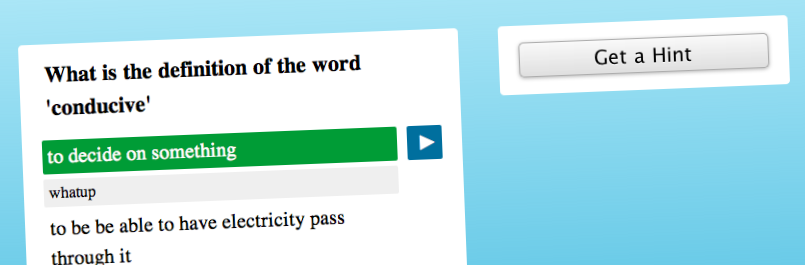 What is the definition of the word
'conducive'
to decide on something
whatup
to be be able to have electricity pass
through it
Get a Hint